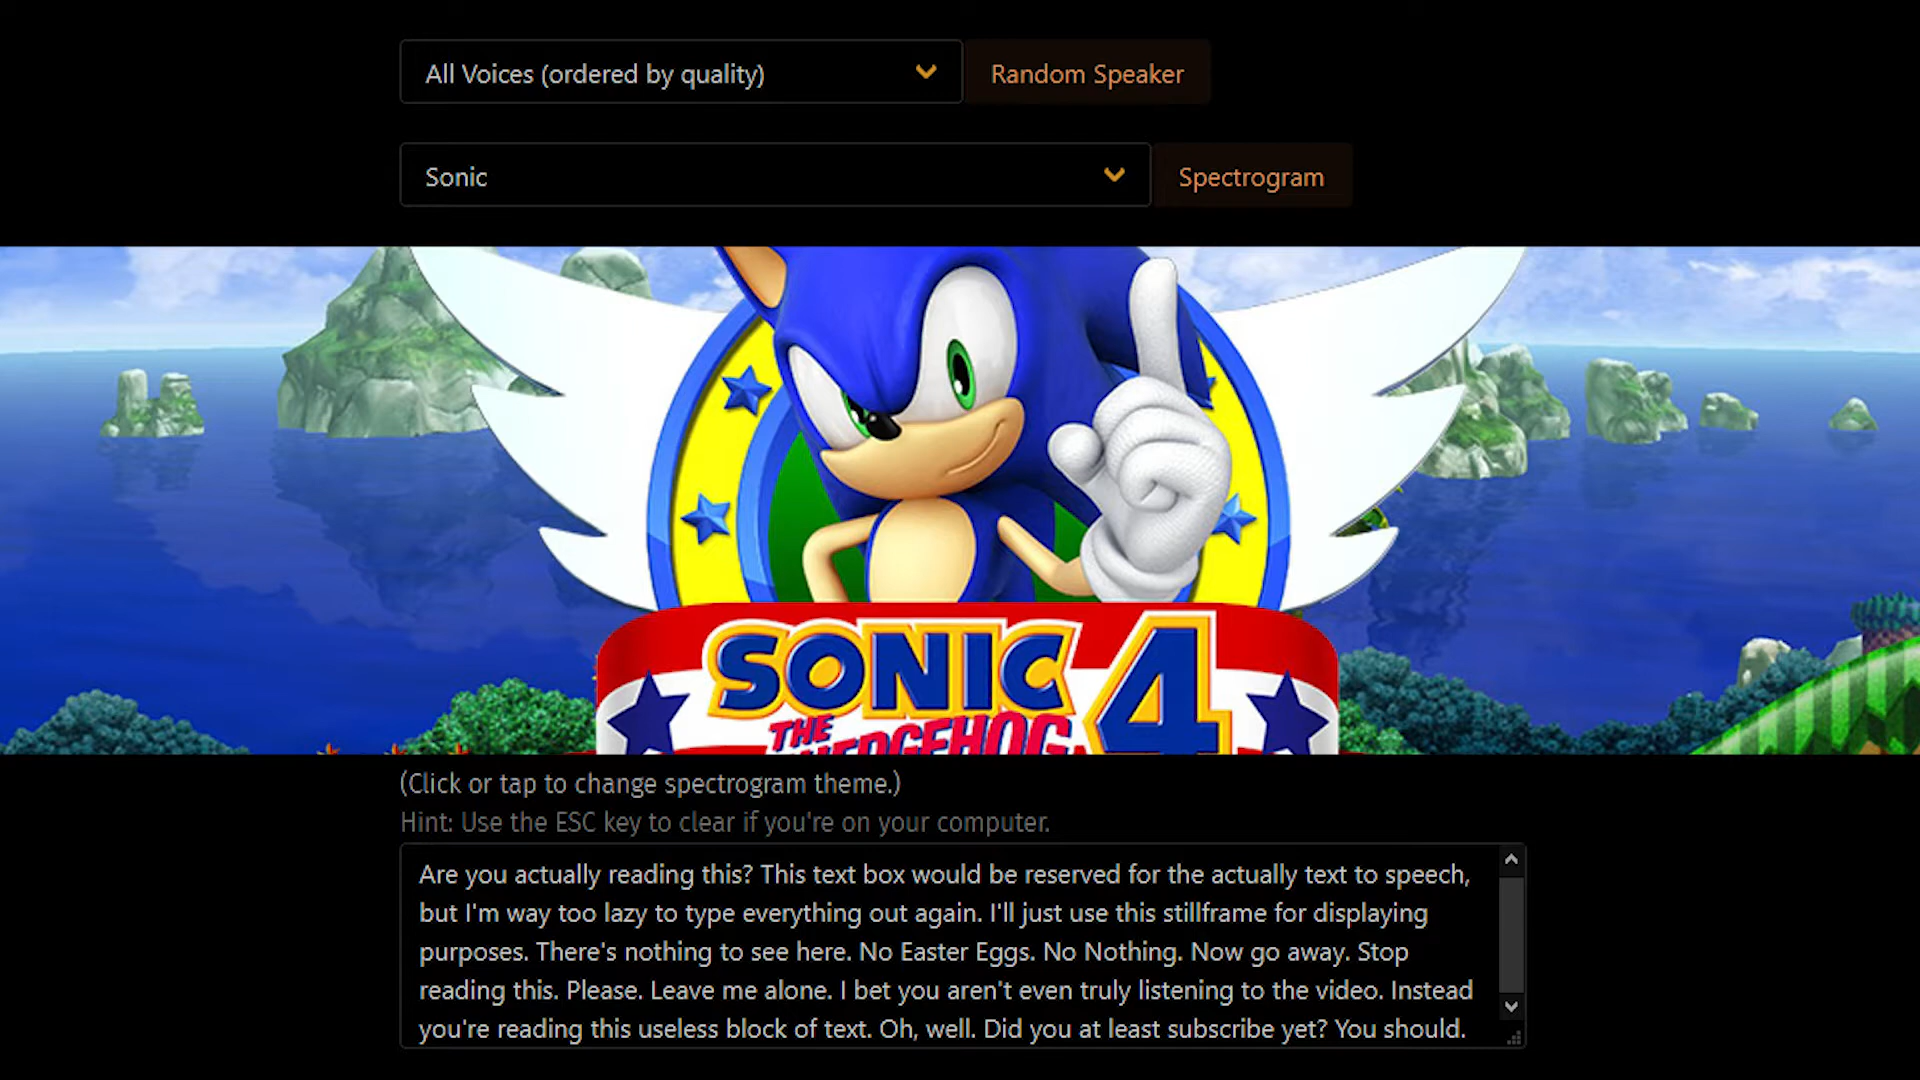 All Voices (ordered by quality)
Random Speaker
Sonic
Spectrogram
SONIC
THE
HEDGEHOG
4
(Click or tap to change spectrogram theme.)
Hint: Use the ESC key to clear if you're on your computer.
Are you actually reading this? This text box would be reserved for the actually text to speech,
but I'm way too lazy to type everything out again. I'll just use this stillframe for displaying
purposes. There's nothing to see here. No Easter Eggs. No Nothing. Now go away. Stop
reading this. Please. Leave me alone. I bet you aren't even truly listening to the video. Instead
you're reading this useless block of text. Oh, well. Did you at least subscribe yet? You should.